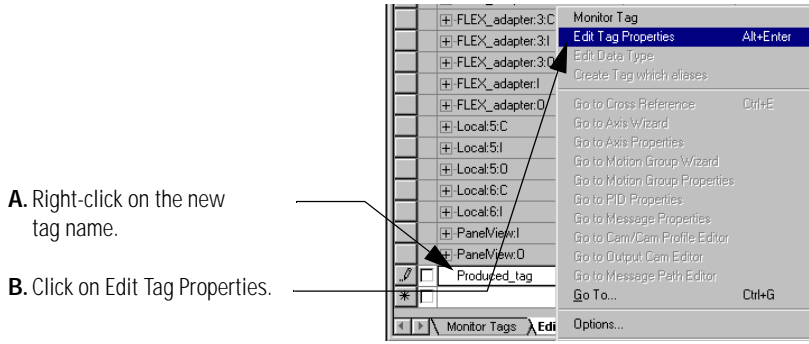 FLEX_adapter:3:C
FLEX_adapter:3:I
FLEX_adapter:3:O
FLEX_adapter:I
FLEX_adapter:O
Local:5:C
Local:5:I
Local:5:O
Local:6:C
Local:6:I
PanelView:I
PanelView:O
Produced_tag
Monitor Tags Edi
Monitor Tag
Edit Tag Properties Alt+Enter
Edit Data Type
Create Tag which aliases
Go to Cross Reference Ctrl+E
Go to Axis Wizard
Go to Axis Properties
Go to Motion Group Wizard
Go to Motion Group Properties
Go to PID Properties
Go to Message Properties
Go to Cam/Cam Profile Editor
Go to Output Cam Editor
Go to Message Path Editor
Go To... Ctrl+G
Options...
A. Right-click on the new
tag name.
B. Click on Edit Tag Properties.